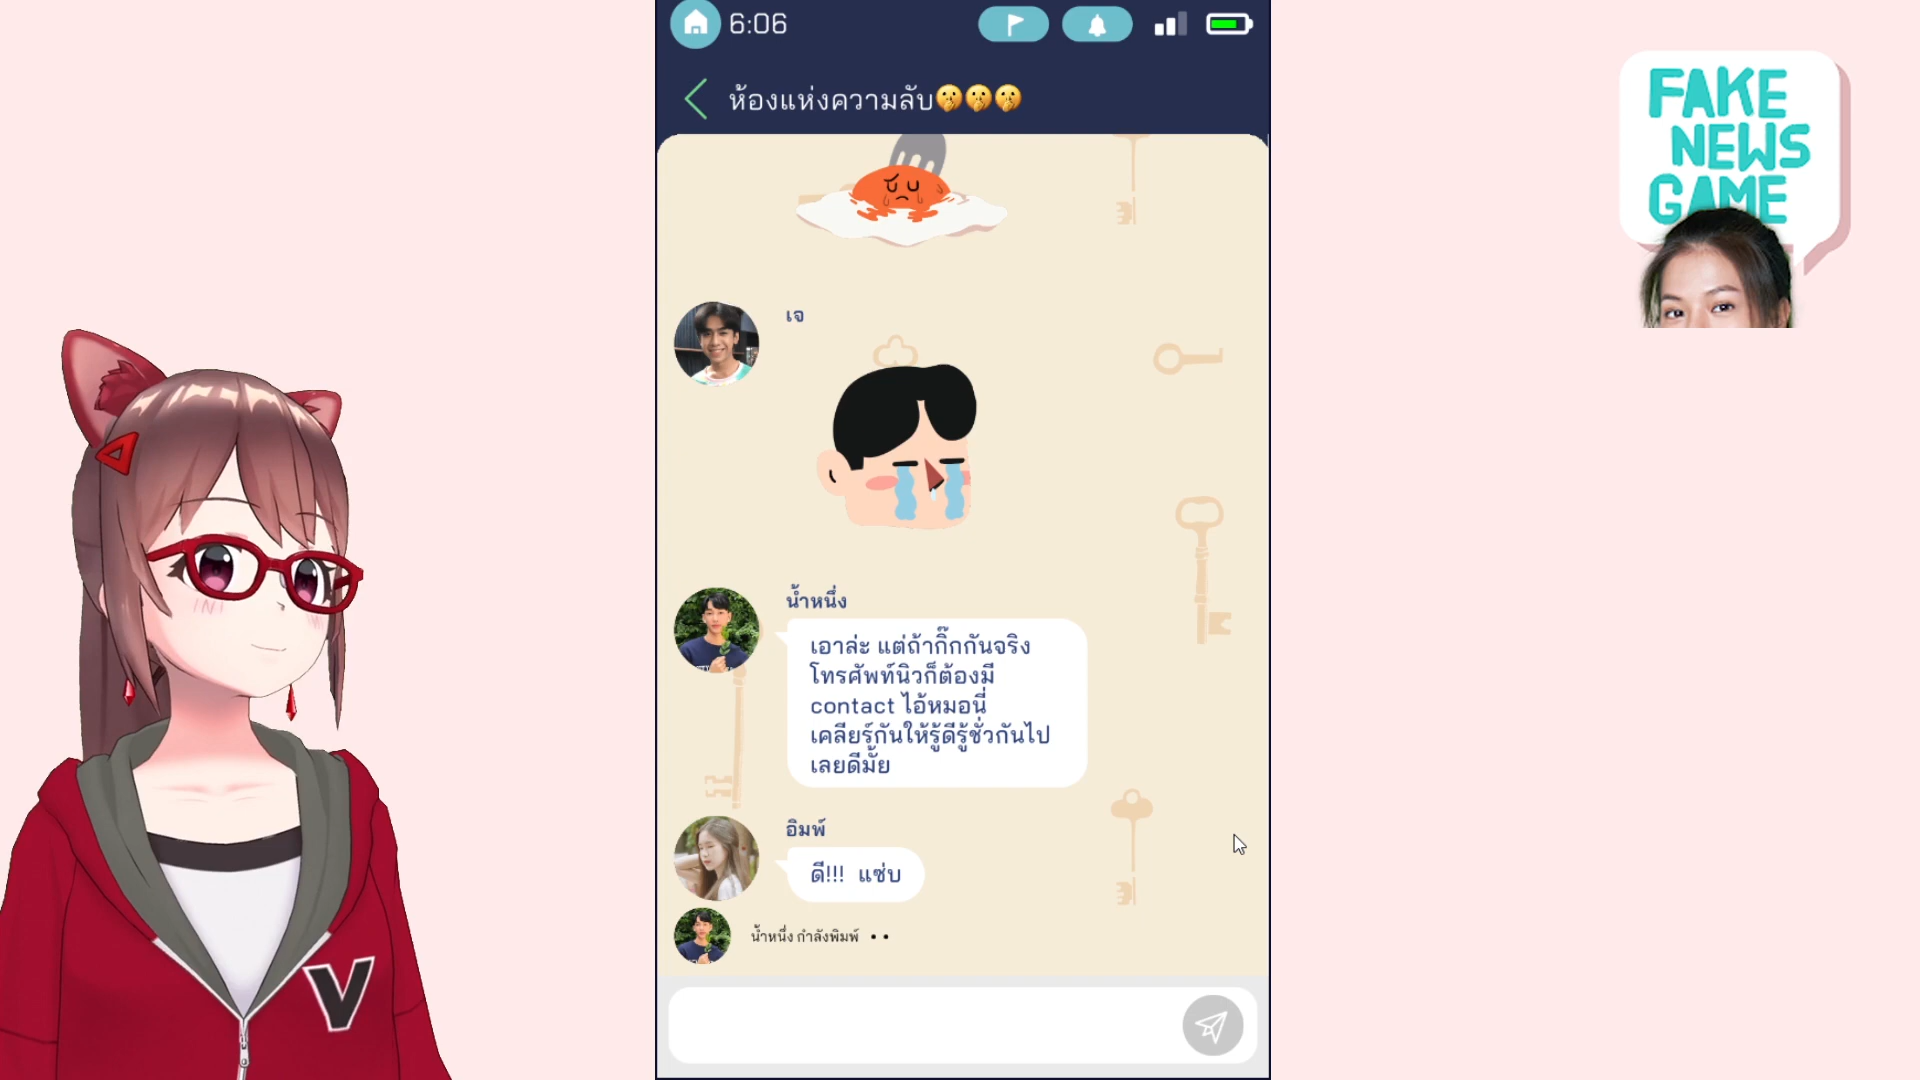 6:06
ห้องแห่งความลับ🤫🤫🤫
FAKE
NEWS
GAME
เจ
น้ำหนึ่ง
เอาล่ะ แต่ถ้ากิ๊กกันจริง
โทรศัพท์นิวก็ต้องมี
contact ไอ้หมอนี่
เคลียร์กันให้รู้ดีรู้ชั่วกันไป
เลยดีมั้ย
อิมพ์
ดี!!! แซ่บ
น้ำหนึ่ง กำลังพิมพ์ ••
V